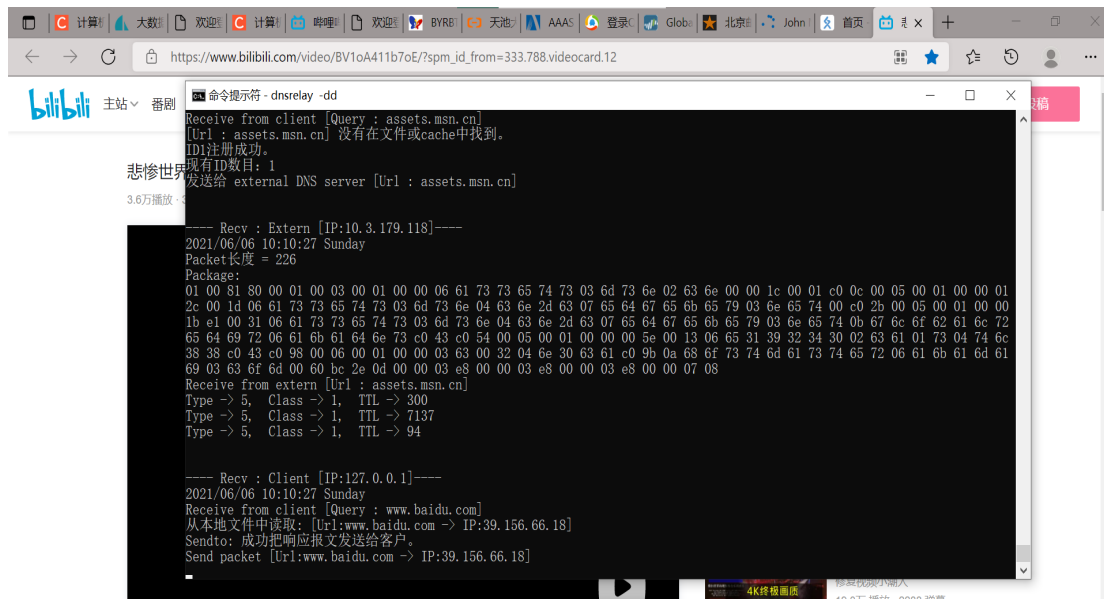 C 计算 大数 欢迎 C 计算 哔哩 欢迎 BYRB 天池 AAAS 登录 Globa 北京 John 首页
https://www.bilibili.com/video/BV1oA411b7oE/?spm_id_from=333.788.videocard.12
bilibili 主站 番剧
投稿
悲惨世界
3.6万播放 ·
命令提示符 - dnsrelay -dd
Receive from client [Query : assets.msn.cn]
[Url : assets.msn.cn] 没有在文件或cache中找到。
ID1注册成功。
现有ID数目: 1
发送给 external DNS server [Url : assets.msn.cn]
---- Recv : Extern [IP:10.3.179.118]----
2021/06/06 10:10:27 Sunday
Packet长度 = 226
Package:
01 00 81 80 00 01 00 03 00 01 00 00 06 61 73 73 65 74 73 03 6d 73 6e 02 63 6e 00 00 1c 00 01 c0 0c 00 05 00 01 00 00 01
2c 00 1d 06 61 73 73 65 74 73 03 6d 73 6e 04 63 6e 2d 63 07 65 64 67 65 6b 65 79 03 6e 65 74 00 c0 2b 00 05 00 01 00 00
1b e1 00 31 06 61 73 73 65 74 73 03 6d 73 6e 04 63 6e 2d 63 07 65 64 67 65 6b 65 79 03 6e 65 74 0b 67 6c 6f 62 61 6c 72
65 64 69 72 06 61 6b 61 64 6e 73 c0 43 c0 54 00 05 00 01 00 00 00 5e 00 13 06 65 31 39 32 34 30 02 63 61 01 73 04 74 6c
38 38 c0 43 c0 98 00 06 00 01 00 00 03 63 00 32 04 6e 30 63 61 c0 9b 0a 68 6f 73 74 6d 61 73 74 65 72 06 61 6b 61 6d 61
69 03 63 6f 6d 00 60 bc 2e 0d 00 00 03 e8 00 00 03 e8 00 00 03 e8 00 00 07 08
Receive from extern [Url : assets.msn.cn]
Type -> 5,  Class -> 1,  TTL -> 300
Type -> 5,  Class -> 1,  TTL -> 7137
Type -> 5,  Class -> 1,  TTL -> 94
---- Recv : Client [IP:127.0.0.1]----
2021/06/06 10:10:27 Sunday
Receive from client [Query : www.baidu.com]
从本地文件中读取: [Url:www.baidu.com -> IP:39.156.66.18]
Sendto: 成功把响应报文发送给客户。
Send packet [Url:www.baidu.com -> IP:39.156.66.18]
4K终极画质